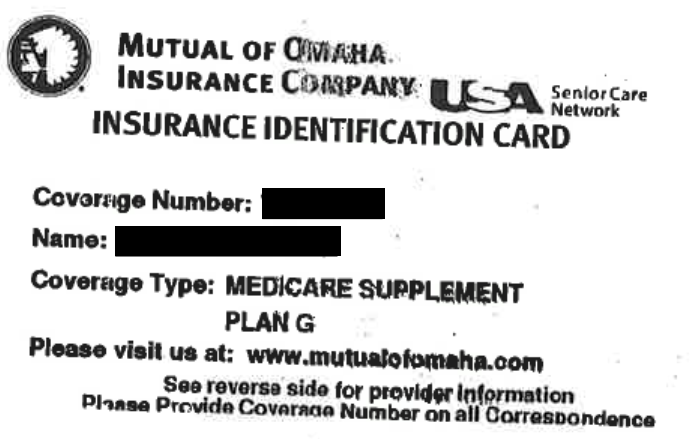 MUTUAL OF OMAHA
INSURANCE COMPANY
USA Senior Care
Network
INSURANCE IDENTIFICATION CARD
Coverage Number:
Name:
Coverage Type: MEDICARE SUPPLEMENT
PLAN G
Please visit us at: www.mutualofomaha.com
See reverse side for provider information
Please Provide Coverage Number on all Correspondence